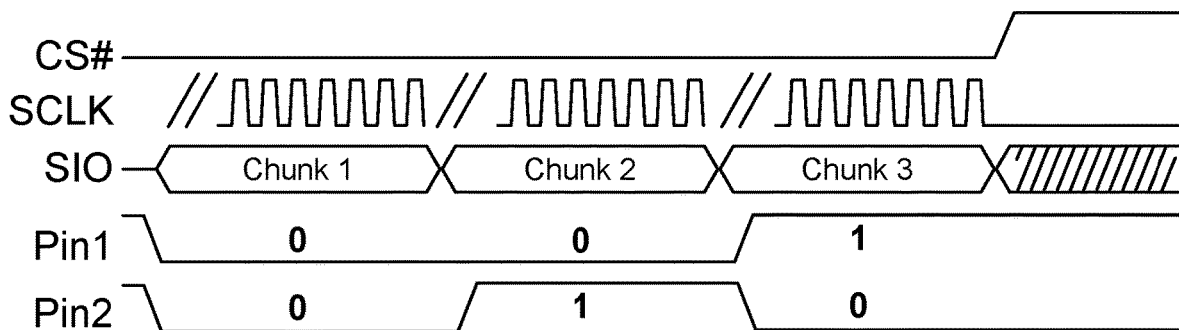 CS#
SCLK
SIO Chunk 1 Chunk 2 Chunk 3
Pin1 0 0 1
Pin2 0 1 0